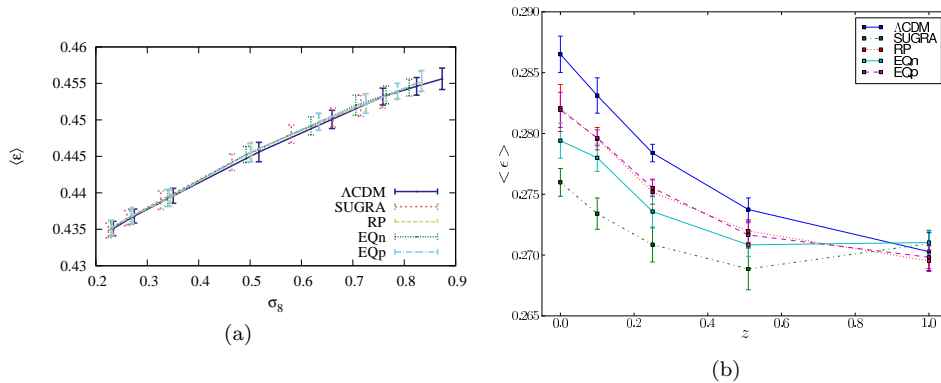 0.46
0.455
0.45
0.445
0.44
0.435
0.43
⟨ε⟩
ΛCDM
SUGRA
RP
EQn
EQp
0.2 0.3 0.4 0.5 0.6 0.7 0.8 0.9
σ8
(a)
0.290
0.285
0.280
0.275
0.270
0.265
< ϵ >
ΛCDM
SUGRA
RP
EQn
EQp
0.0 0.2 0.4 0.6 0.8 1.0
z
(b)